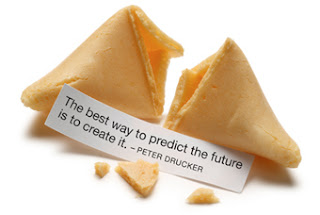 The best way to predict the future
is to create it. – PETER DRUCKER